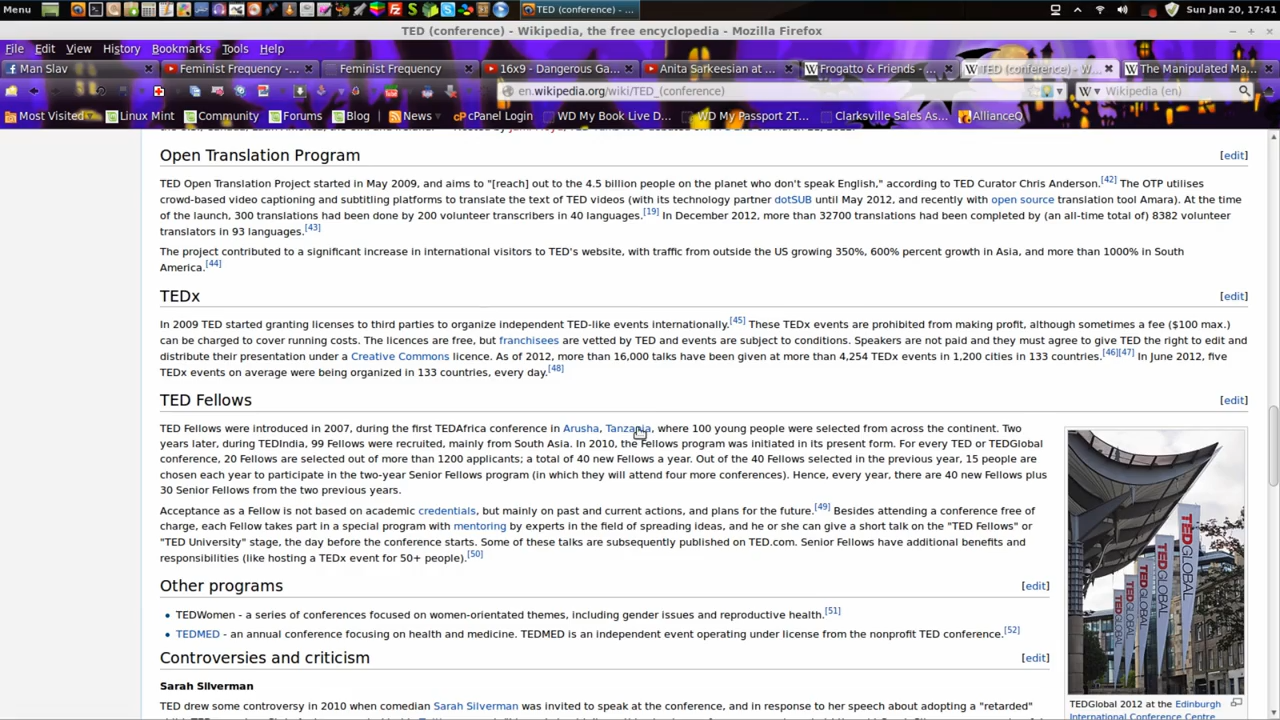 Menu TED (conference) - ... Sun Jan 20, 17:41
TED (conference) - Wikipedia, the free encyclopedia - Mozilla Firefox
File Edit View History Bookmarks Tools Help
Man Slav Feminist Frequency -... Feminist Frequency 16x9 - Dangerous Ga... Anita Sarkeesian at ... Frogatto & Friends - ... TED (conference) - W... The Manipulated Ma...
en.wikipedia.org/wiki/TED_(conference) Wikipedia (en)
Most Visited Linux Mint Community Forums Blog News cPanel Login WD My Book Live D... WD My Passport 2T... Clarksville Sales As... AllianceQ
Open Translation Program [edit]
TED Open Translation Project started in May 2009, and aims to "[reach] out to the 4.5 billion people on the planet who don't speak English," according to TED Curator Chris Anderson.[42] The OTP utilises
crowd-based video captioning and subtitling platforms to translate the text of TED videos (with its technology partner dotSUB until May 2012, and recently with open source translation tool Amara). At the time
of the launch, 300 translations had been done by 200 volunteer transcribers in 40 languages.[19] In December 2012, more than 32700 translations had been completed by (an all-time total of) 8382 volunteer
translators in 93 languages.[43]
The project contributed to a significant increase in international visitors to TED's website, with traffic from outside the US growing 350%, 600% percent growth in Asia, and more than 1000% in South
America.[44]
TEDx [edit]
In 2009 TED started granting licenses to third parties to organize independent TED-like events internationally.[45] These TEDx events are prohibited from making profit, although sometimes a fee ($100 max.)
can be charged to cover running costs. The licences are free, but franchisees are vetted by TED and events are subject to conditions. Speakers are not paid and they must agree to give TED the right to edit and
distribute their presentation under a Creative Commons licence. As of 2012, more than 16,000 talks have been given at more than 4,254 TEDx events in 1,200 cities in 133 countries.[46][47] In June 2012, five
TEDx events on average were being organized in 133 countries, every day.[48]
TED Fellows [edit]
TED Fellows were introduced in 2007, during the first TEDAfrica conference in Arusha, Tanzania, where 100 young people were selected from across the continent. Two
years later, during TEDIndia, 99 Fellows were recruited, mainly from South Asia. In 2010, the Fellows program was initiated in its present form. For every TED or TEDGlobal
conference, 20 Fellows are selected out of more than 1200 applicants; a total of 40 new Fellows a year. Out of the 40 Fellows selected in the previous year, 15 people are
chosen each year to participate in the two-year Senior Fellows program (in which they will attend four more conferences). Hence, every year, there are 40 new Fellows plus
30 Senior Fellows from the two previous years.
Acceptance as a Fellow is not based on academic credentials, but mainly on past and current actions, and plans for the future.[49] Besides attending a conference free of
charge, each Fellow takes part in a special program with mentoring by experts in the field of spreading ideas, and he or she can give a short talk on the "TED Fellows" or
"TED University" stage, the day before the conference starts. Some of these talks are subsequently published on TED.com. Senior Fellows have additional benefits and
responsibilities (like hosting a TEDx event for 50+ people).[50]
TED GLOBAL
TED GLOBAL
TED GLOBAL
TED GLOBAL
TEDGlobal 2012 at the Edinburgh
International Conference Centre
Other programs [edit]
• TEDWomen - a series of conferences focused on women-orientated themes, including gender issues and reproductive health.[51]
• TEDMED - an annual conference focusing on health and medicine. TEDMED is an independent event operating under license from the nonprofit TED conference.[52]
Controversies and criticism [edit]
Sarah Silverman
TED drew some controversy in 2010 when comedian Sarah Silverman was invited to speak at the conference, and in response to her speech about adopting a "retarded"